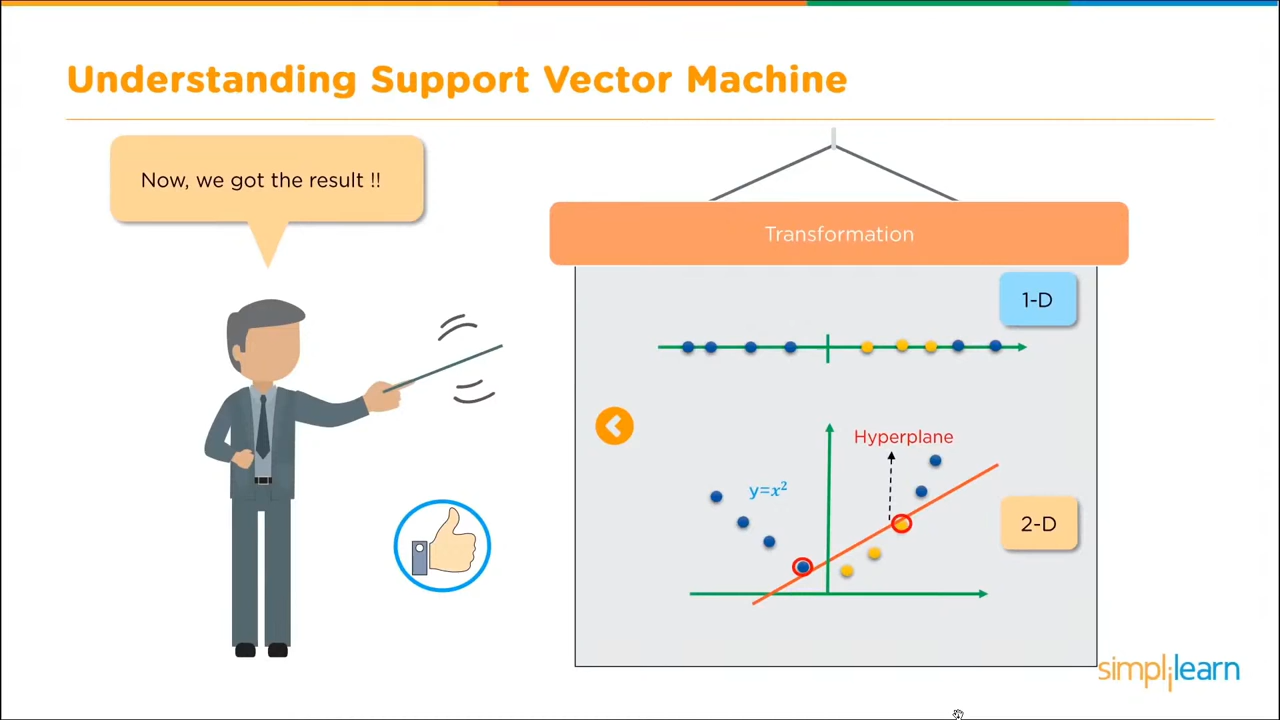 Understanding Support Vector Machine
Now, we got the result !!
Transformation
1-D
Hyperplane
y=x²
2-D
simplilearn